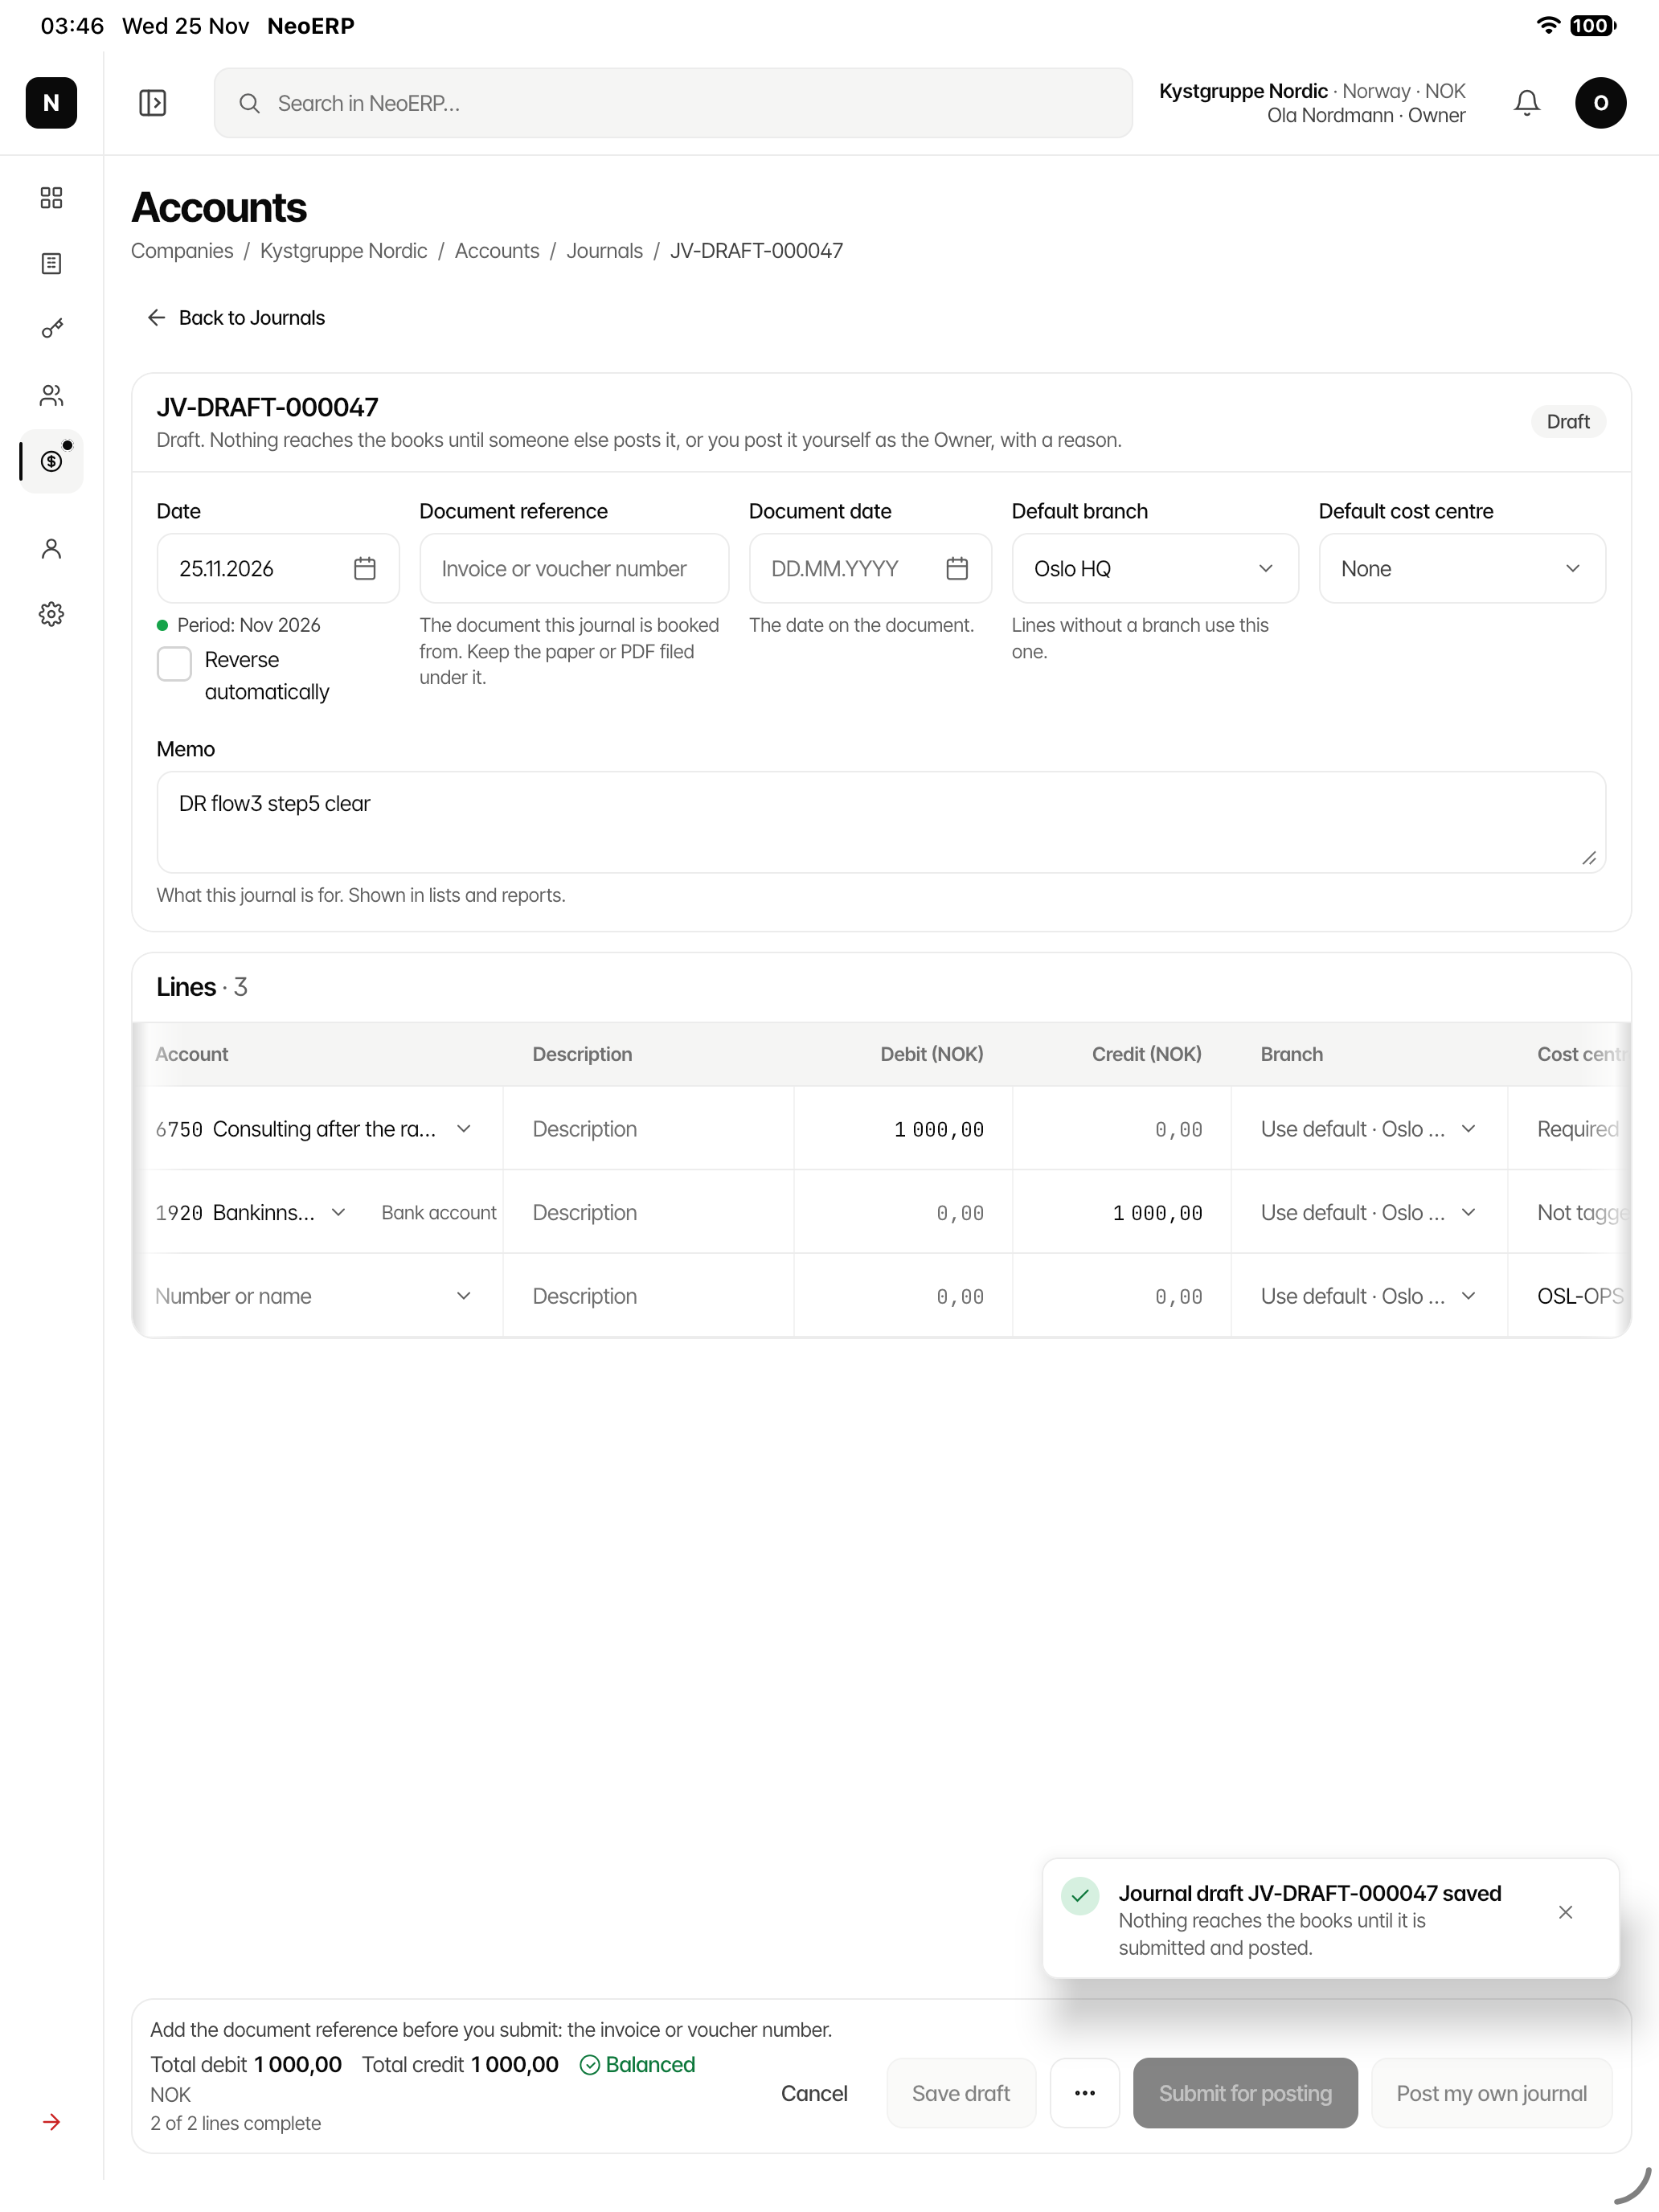 03:46 Wed 25 Nov NeoERP
100
N
Search in NeoERP...
Kystgruppe Nordic · Norway · NOK
Ola Nordmann · Owner
O
Accounts
Companies / Kystgruppe Nordic / Accounts / Journals / JV-DRAFT-000047
Back to Journals
JV-DRAFT-000047
Draft. Nothing reaches the books until someone else posts it, or you post it yourself as the Owner, with a reason.
Draft
Date
Document reference
Document date
Default branch
Default cost centre
25.11.2026
Invoice or voucher number
DD.MM.YYYY
Oslo HQ
None
Period: Nov 2026
Reverse
automatically
The document this journal is booked
from. Keep the paper or PDF filed
under it.
The date on the document.
Lines without a branch use this
one.
Memo
DR flow3 step5 clear
What this journal is for. Shown in lists and reports.
Lines · 3
Account Description Debit (NOK) Credit (NOK) Branch Cost centr
6750 Consulting after the ra... Description 1 000,00 0,00 Use default · Oslo ... Required
1920 Bankinns... Bank account Description 0,00 1 000,00 Use default · Oslo ... Not tagge
Number or name Description 0,00 0,00 Use default · Oslo ... OSL-OPS
Journal draft JV-DRAFT-000047 saved
Nothing reaches the books until it is
submitted and posted.
Add the document reference before you submit: the invoice or voucher number.
Total debit 1 000,00 Total credit 1 000,00 Balanced
NOK
2 of 2 lines complete
Cancel
Save draft
Submit for posting
Post my own journal